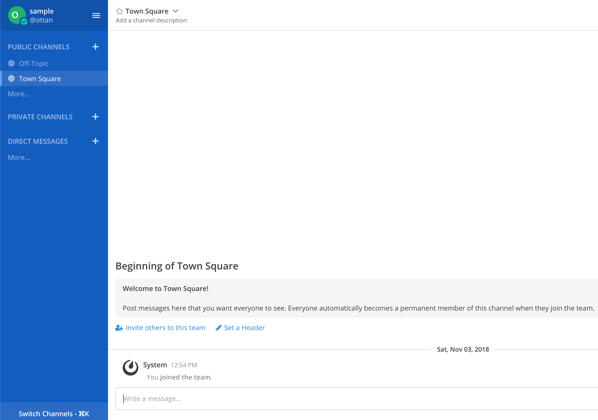 sample
@ottan
PUBLIC CHANNELS
Off-Topic
Town Square
More...
PRIVATE CHANNELS
DIRECT MESSAGES
More...
Switch Channels - ⌘K
Town Square
Add a channel description
Beginning of Town Square
Welcome to Town Square!
Post messages here that you want everyone to see. Everyone automatically becomes a permanent member of this channel when they join the team.
Invite others to this team Set a Header
Sat, Nov 03, 2018
System 12:54 PM
You joined the team.
Write a message...